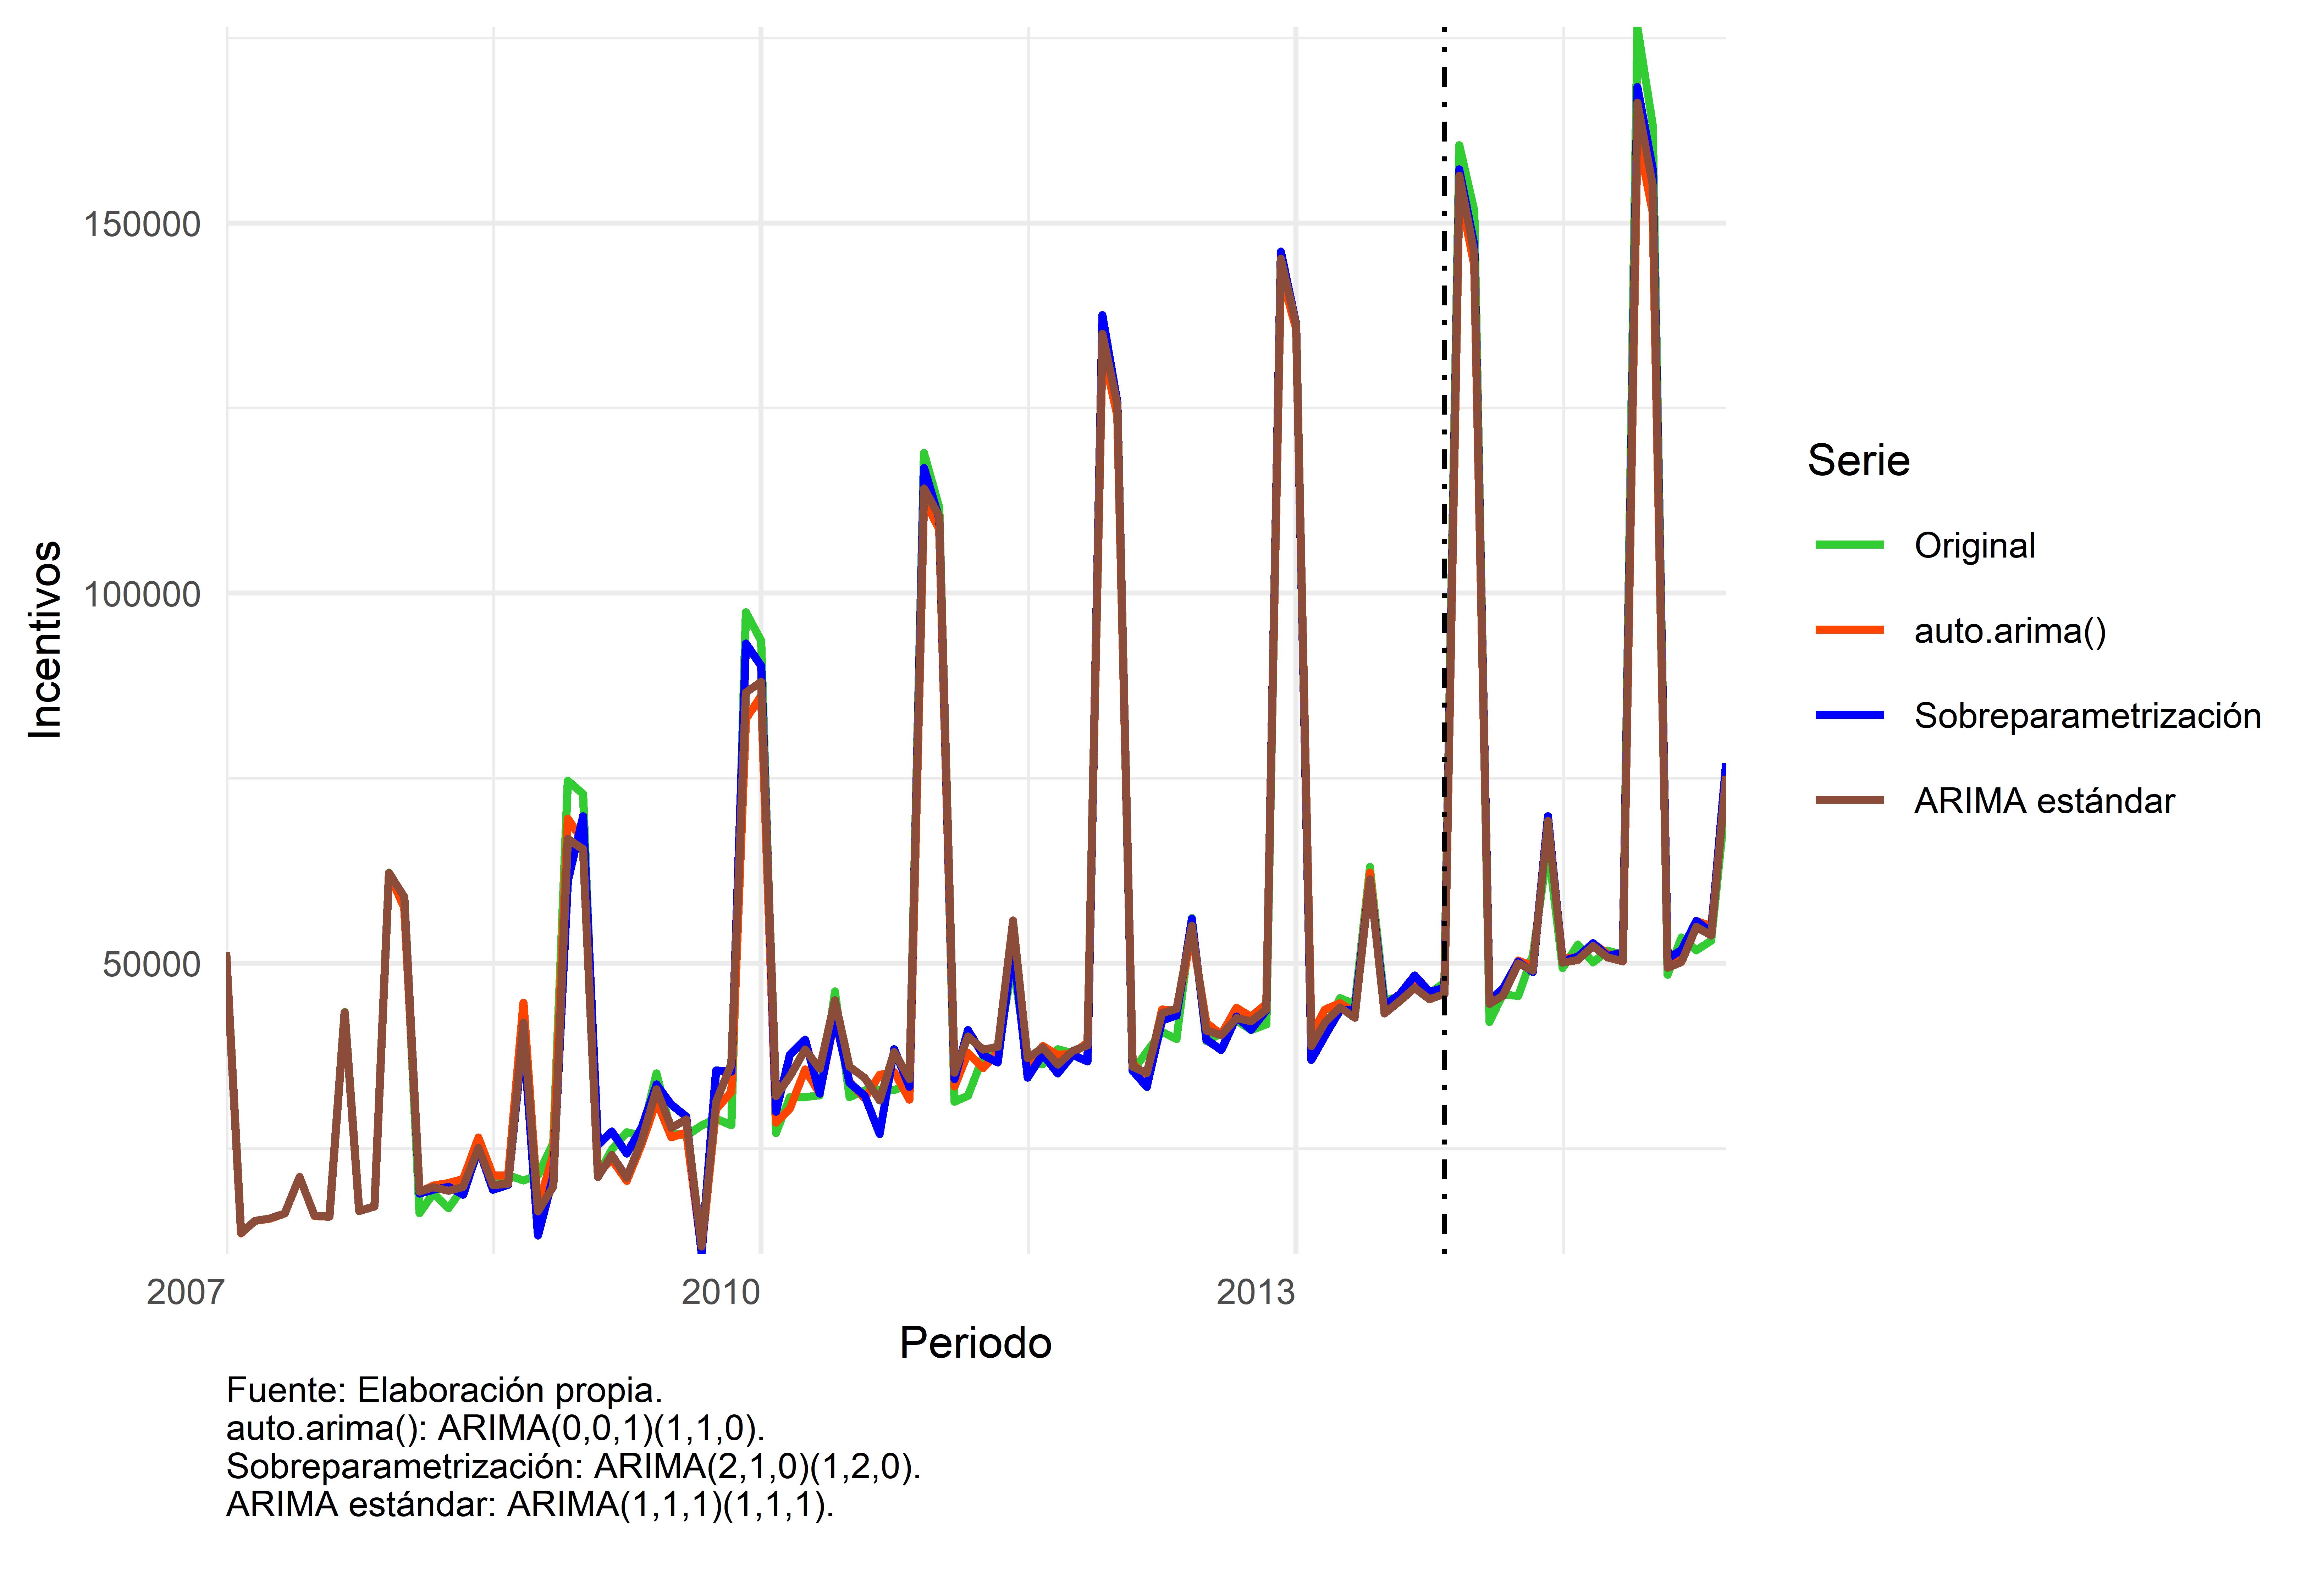 150000
100000
50000
Incentivos
2007
2010
2013
Periodo
Serie
Original
auto.arima()
Sobreparametrización
ARIMA estándar
Fuente: Elaboración propia.
auto.arima(): ARIMA(0,0,1)(1,1,0).
Sobreparametrización: ARIMA(2,1,0)(1,2,0).
ARIMA estándar: ARIMA(1,1,1)(1,1,1).